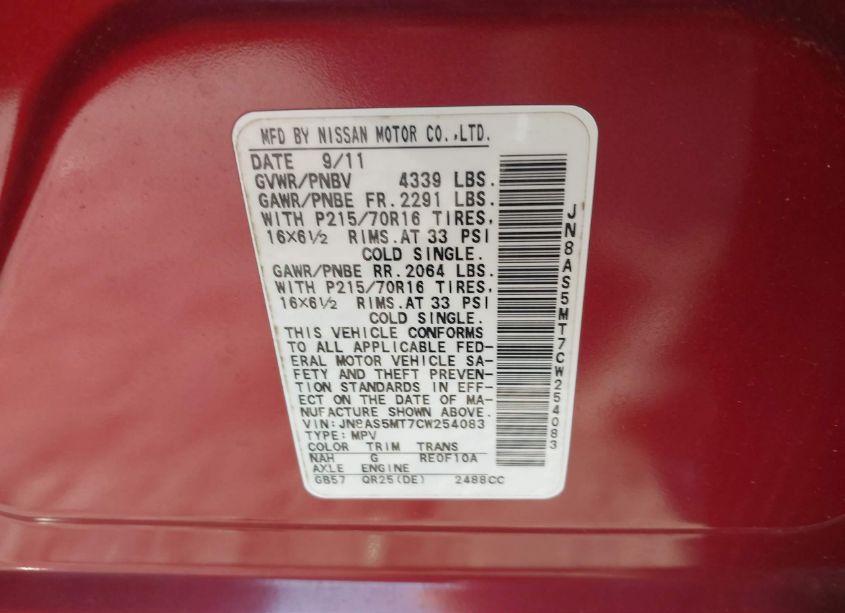 MFD BY NISSAN MOTOR CO.,LTD.
DATE 9/11
GVWR/PNBV 4339 LBS.
GAWR/PNBE FR.2291 LBS.
WITH P215/70R16 TIRES,
16X6½ RIMS.AT 33 PSI
COLD SINGLE.
GAWR/PNBE RR.2064 LBS.
WITH P215/70R16 TIRES,
16X6½ RIMS.AT 33 PSI
COLD SINGLE.
THIS VEHICLE CONFORMS
TO ALL APPLICABLE FED-
ERAL MOTOR VEHICLE SA-
FETY AND THEFT PREVEN-
TION STANDARDS IN EFF-
ECT ON THE DATE OF MA-
NUFACTURE SHOWN ABOVE.
VIN:JN8AS5MT7CW254083
TYPE:MPV
COLOR TRIM TRANS
NAH G RE0F10A
AXLE ENGINE
GB57 QR25(DE) 2488CC
JN8AS5MT7CW254083